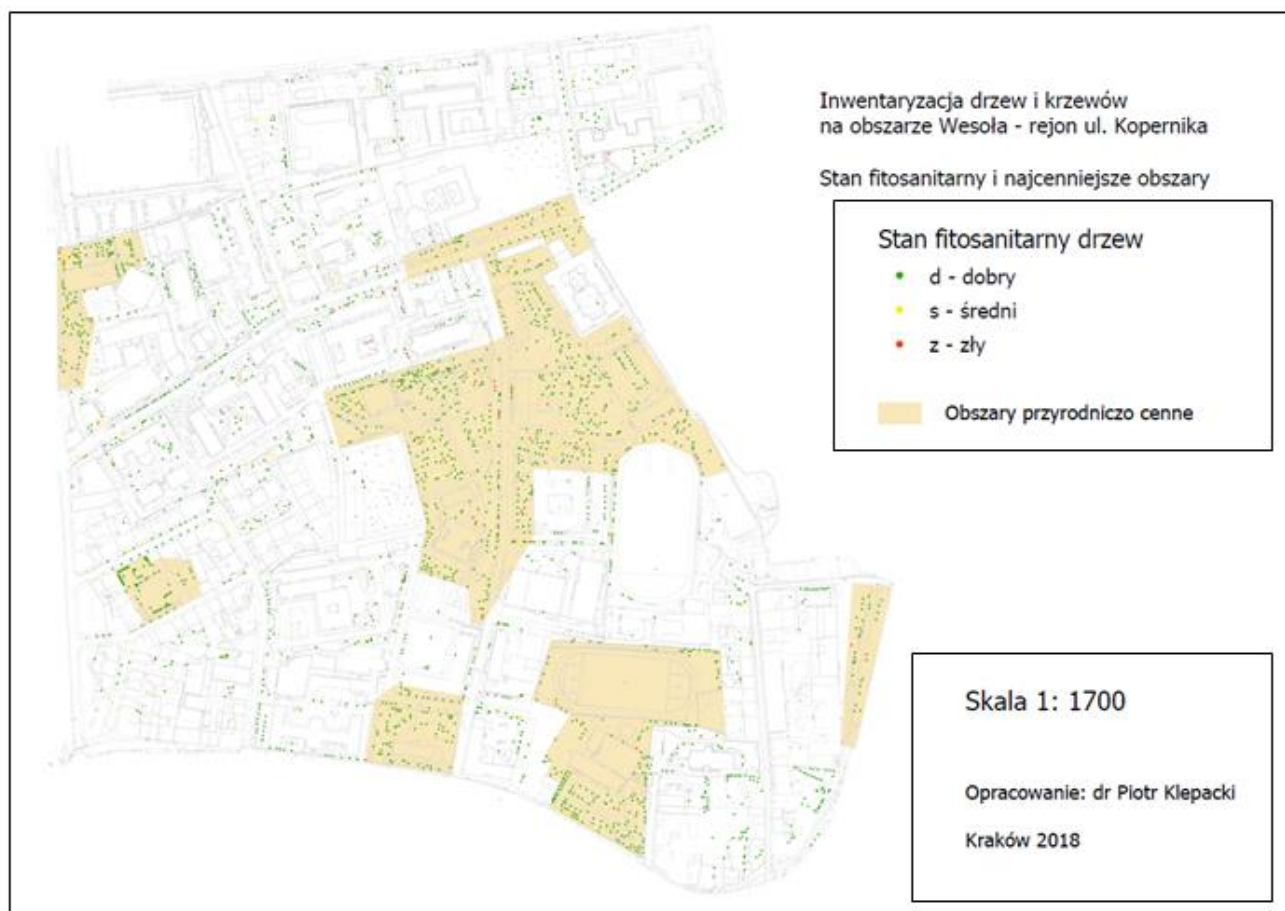 Inwentaryzacja drzew i krzewów
na obszarze Wesoła - rejon ul. Kopernika
Stan fitosanitarny i najcenniejsze obszary
Stan fitosanitarny drzew
d - dobry
s - średni
z - zły
Obszary przyrodniczo cenne
Skala 1: 1700
Opracowanie: dr Piotr Klepacki
Kraków 2018